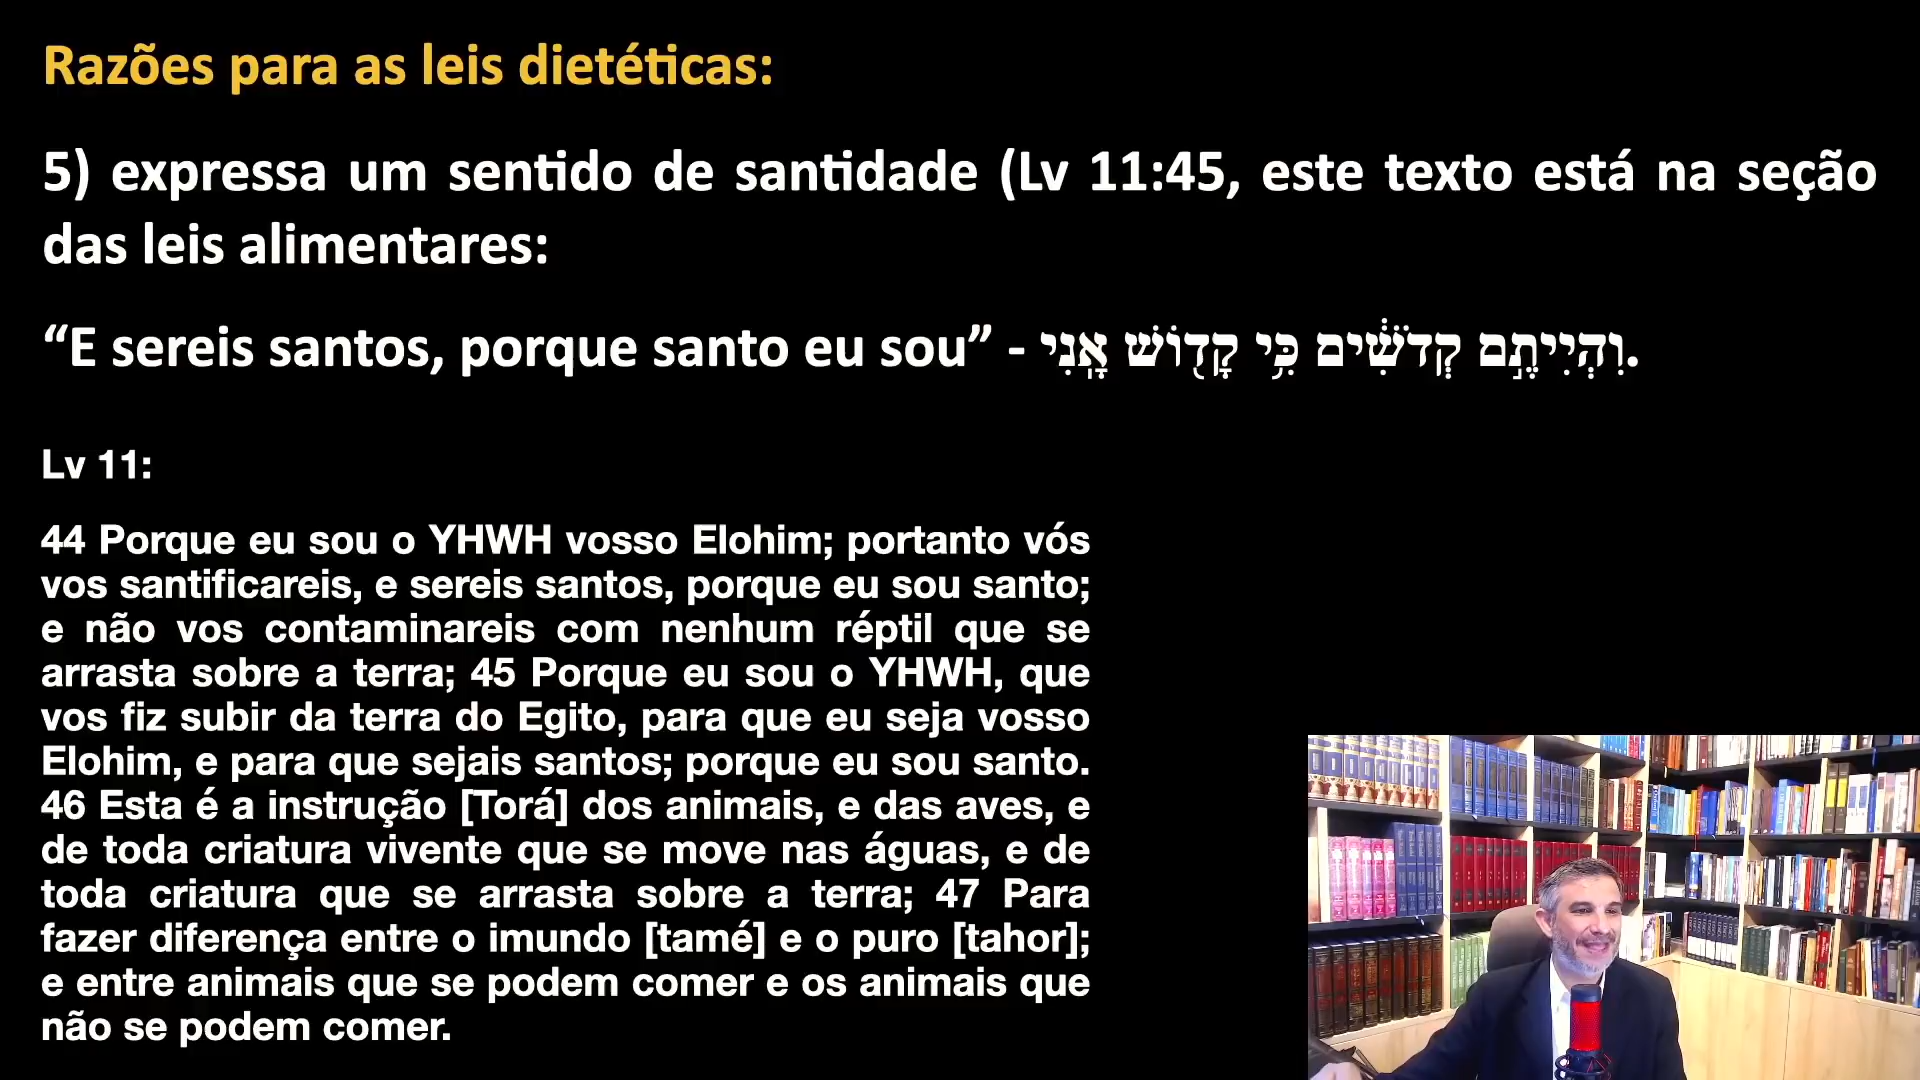 Razões para as leis dietéticas:
5) expressa um sentido de santidade (Lv 11:45, este texto está na seção
das leis alimentares:
“E sereis santos, porque santo eu sou” - וִהְיִיתֶ֣ם קְדֹשִׁ֔ים כִּ֥י קָד֖וֹשׁ אָֽנִי.
Lv 11:
44 Porque eu sou o YHWH vosso Elohim; portanto vós
vos santificareis, e sereis santos, porque eu sou santo;
e não vos contaminareis com nenhum réptil que se
arrasta sobre a terra; 45 Porque eu sou o YHWH, que
vos fiz subir da terra do Egito, para que eu seja vosso
Elohim, e para que sejais santos; porque eu sou santo.
46 Esta é a instrução [Torá] dos animais, e das aves, e
de toda criatura vivente que se move nas águas, e de
toda criatura que se arrasta sobre a terra; 47 Para
fazer diferença entre o imundo [tamé] e o puro [tahor];
e entre animais que se podem comer e os animais que
não se podem comer.